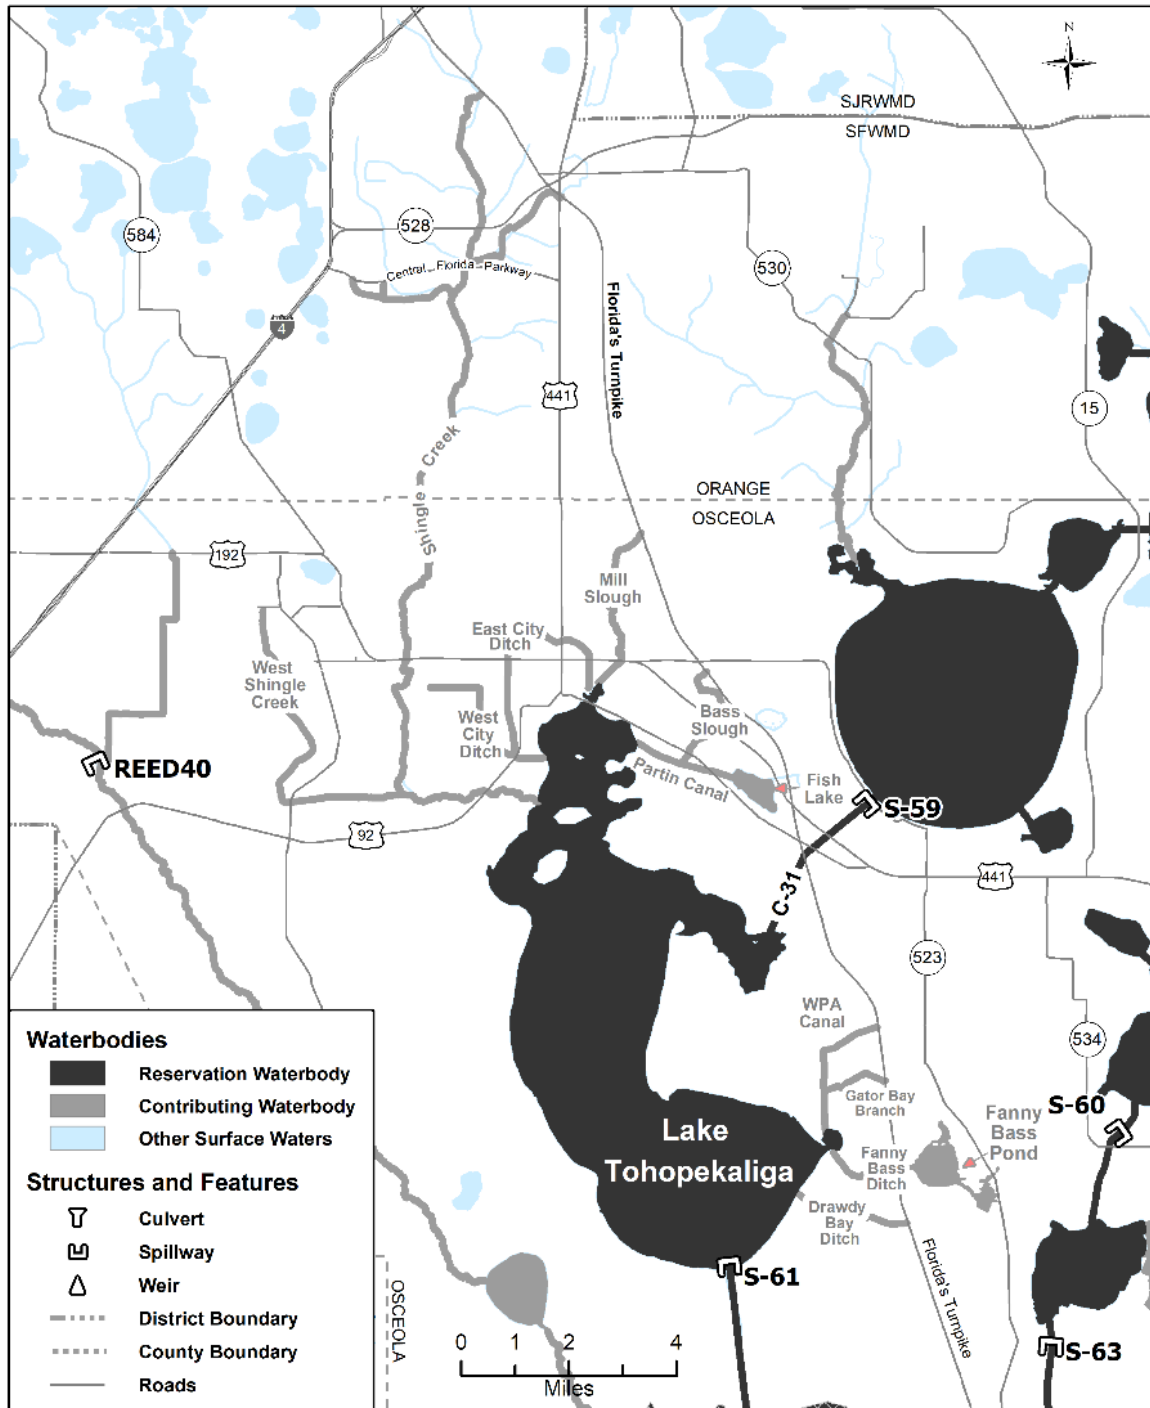 N
SJRWMD
SFWMD
584
528
530
Central Florida Parkway
4
Florida's Turnpike
441
15
Shingle Creek
ORANGE
OSCEOLA
192
Mill
Slough
East City
Ditch
West
Shingle
Creek
West
City
Ditch
Bass
Slough
Partin Canal
REED40
Fish
Lake
S-59
92
441
C-31
523
WPA
Canal
534
Gator Bay
Branch
S-60
Fanny
Bass
Pond
Lake
Tohopekaliga
Fanny
Bass
Ditch
Drawdy
Bay
Ditch
Florida's Turnpike
S-61
S-63
OSCEOLA
0 1 2 4
Miles
Waterbodies
Reservation Waterbody
Contributing Waterbody
Other Surface Waters
Structures and Features
Culvert
Spillway
Weir
District Boundary
County Boundary
Roads